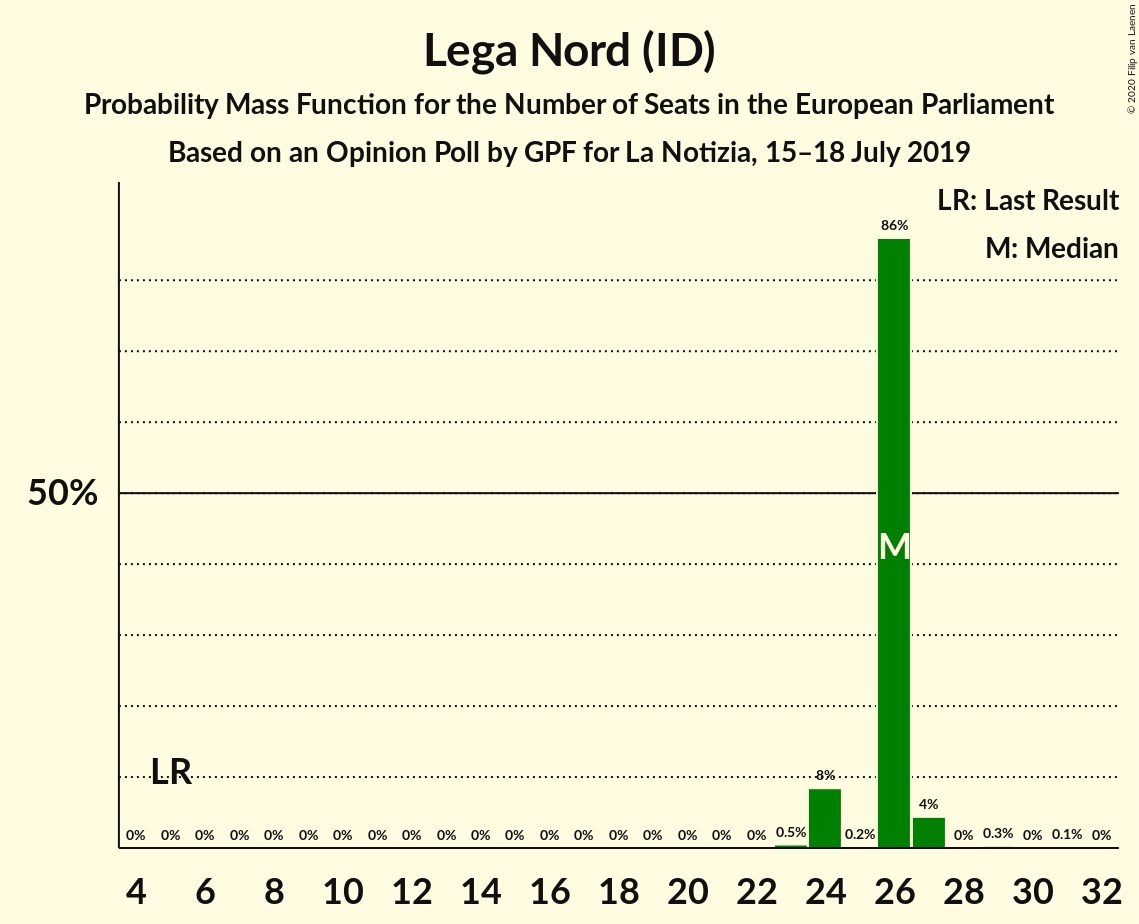 Lega Nord (ID)
Probability Mass Function for the Number of Seats in the European Parliament
Based on an Opinion Poll by GPF for La Notizia, 15–18 July 2019
© 2020 Filip van Laenen
LR: Last Result
M: Median
86%
50%
M
LR
0% 0% 0% 0% 0% 0% 0% 0% 0% 0% 0% 0% 0% 0% 0% 0% 0% 0% 0% 0.5% 8% 0.2% 4% 0% 0.3% 0% 0.1% 0%
4 6 8 10 12 14 16 18 20 22 24 26 28 30 32